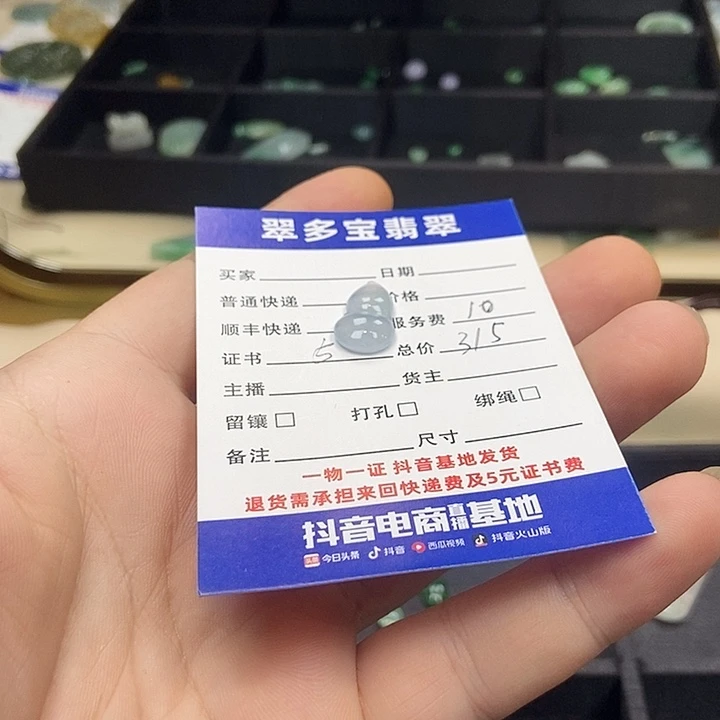 翠多宝翡翠
买家 日期
普通快递 价格
顺丰快递 服务费 10
证书 5 总价 315
主播 货主
留镶 打孔 绑绳
备注 尺寸
一物一证 抖音基地发货
退货需承担来回快递费及5元证书费
抖音电商直播基地
头条 今日头条 抖音 西瓜视频 抖音火山版